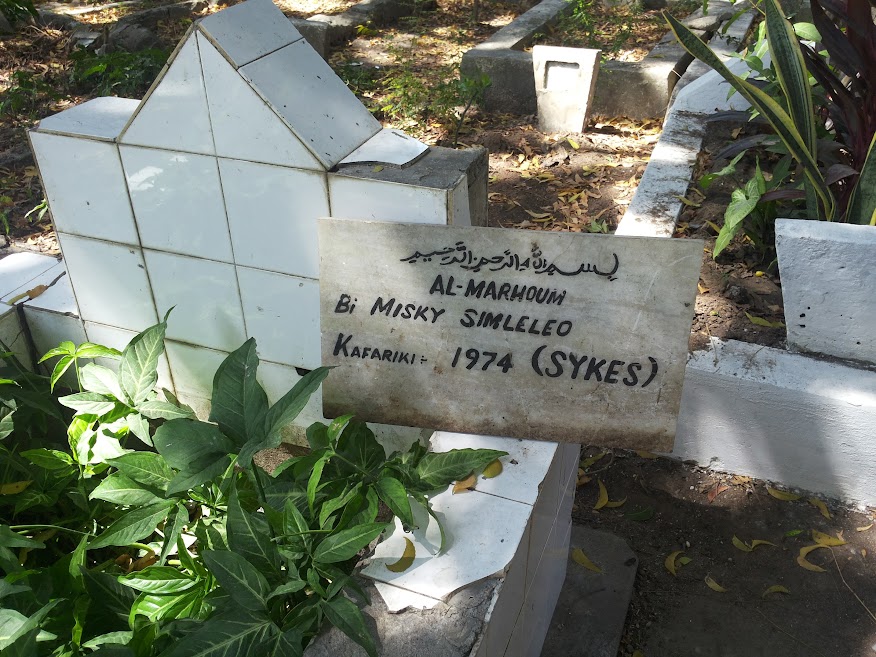 بسم الله الرحمن الرحيم
AL-MARHOUM
Bi MISKY SIMLELEO
KAFARIKI:- 1974 (SYKES)